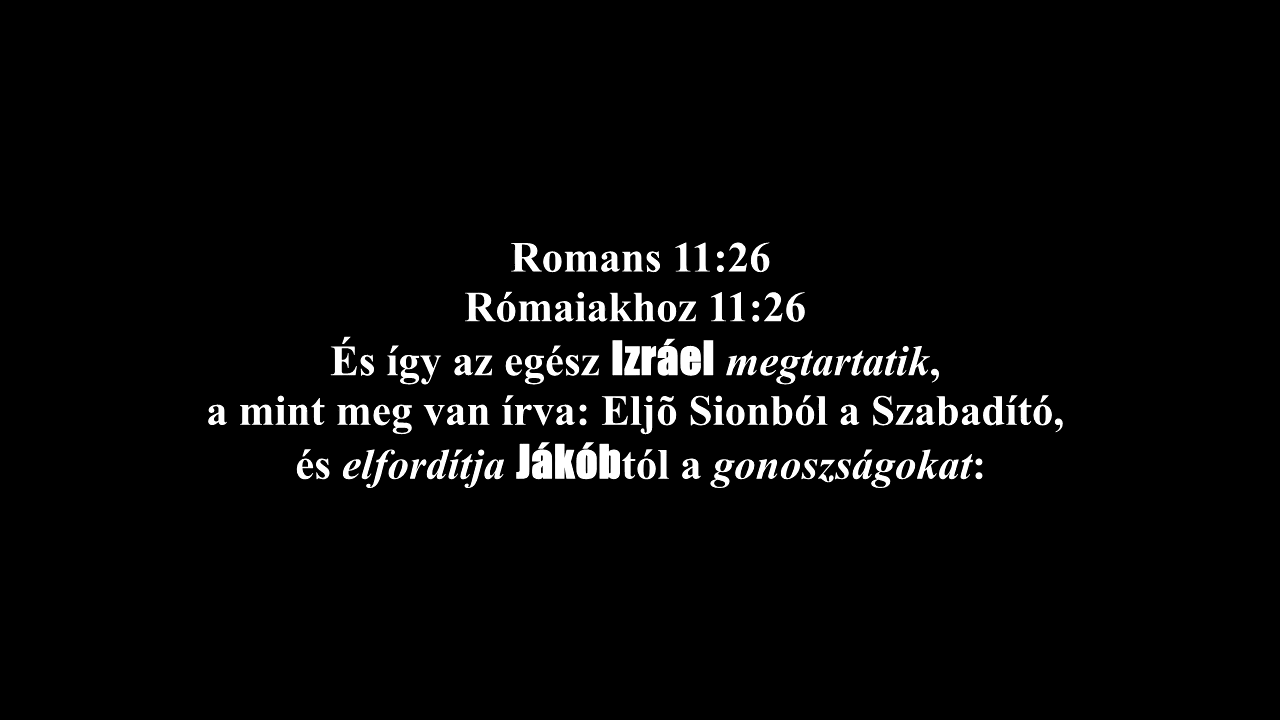 Romans 11:26
Rómaiakhoz 11:26
És így az egész Izráel megtartatik,
a mint meg van írva: Eljõ Sionból a Szabadító,
és elfordítja Jákóbtól a gonoszságokat: